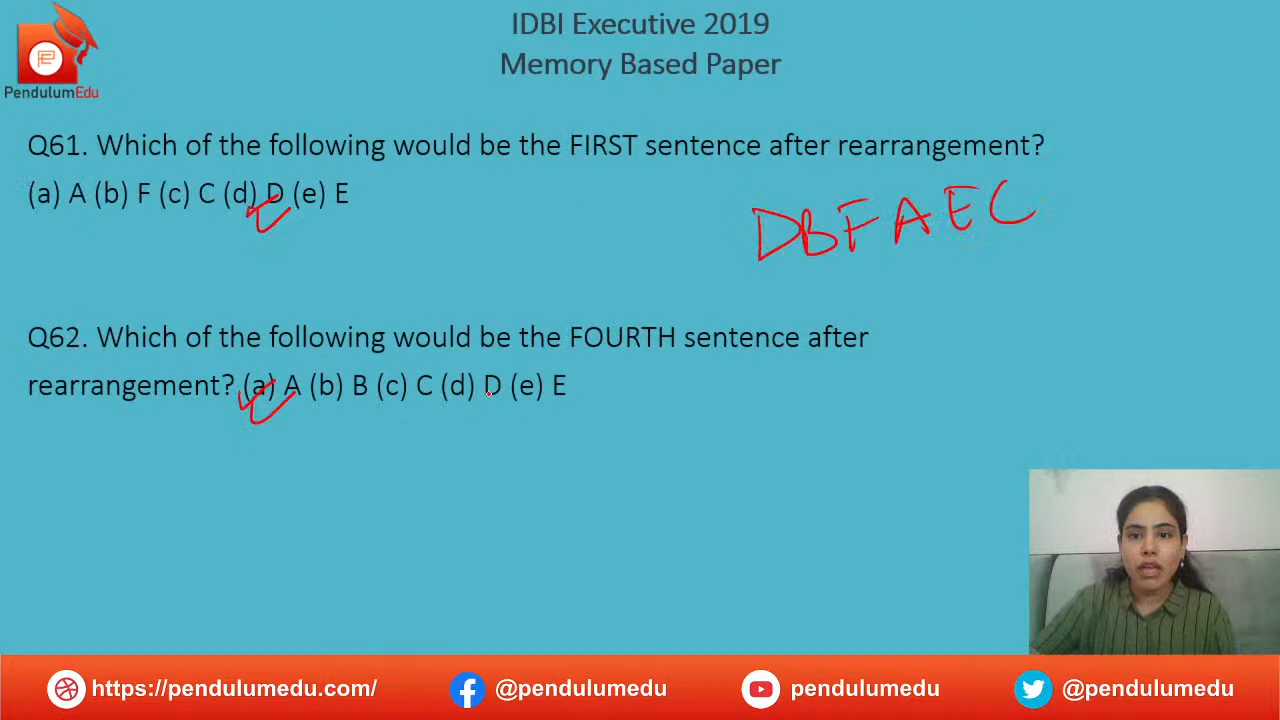 IDBI Executive 2019
Memory Based Paper
PE
PendulumEdu
Q61. Which of the following would be the FIRST sentence after rearrangement?
(a) A (b) F (c) C (d) D (e) E
DBFAEC
Q62. Which of the following would be the FOURTH sentence after
rearrangement? (a) A (b) B (c) C (d) D (e) E
https://pendulumedu.com/ @pendulumedu pendulumedu @pendulumedu